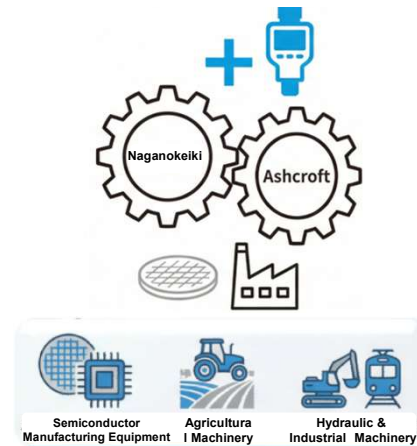 Naganokeiki
Ashcroft
Semiconductor
Manufacturing Equipment
Agricultura
l Machinery
Hydraulic &
Industrial Machinery